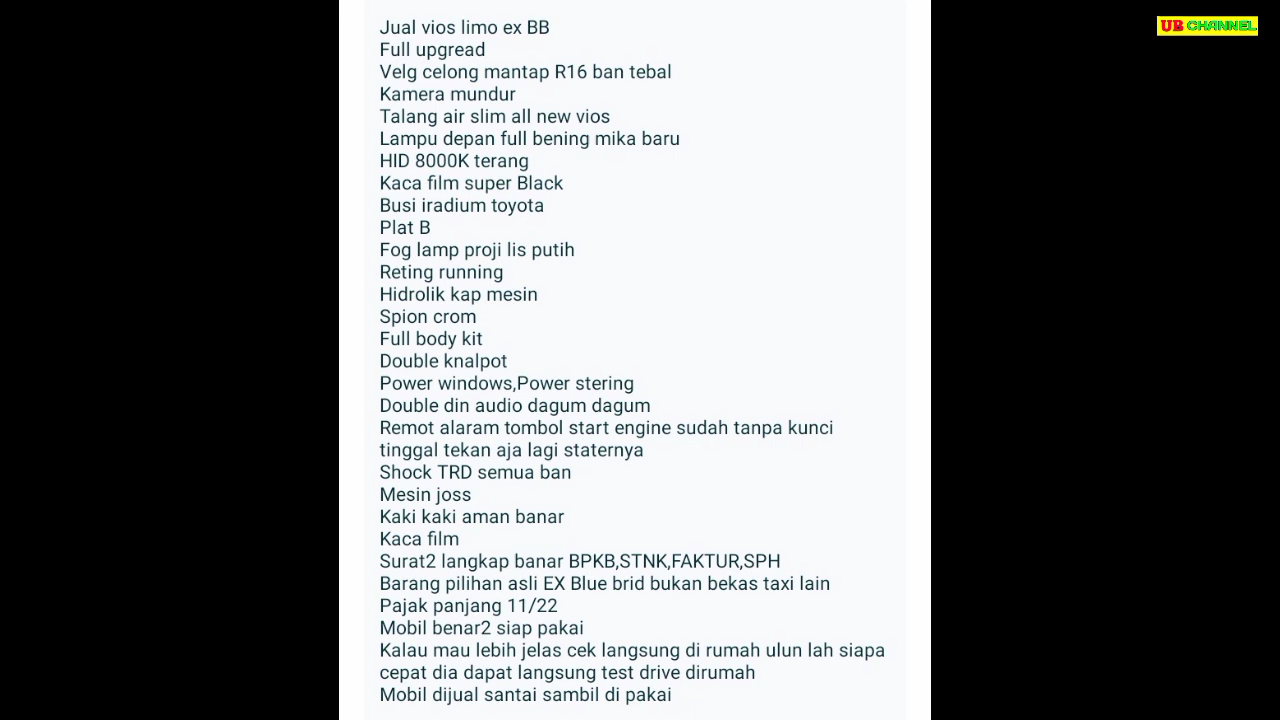 UB CHANNEL
Jual vios limo ex BB
Full upgread
Velg celong mantap R16 ban tebal
Kamera mundur
Talang air slim all new vios
Lampu depan full bening mika baru
HID 8000K terang
Kaca film super Black
Busi iradium toyota
Plat B
Fog lamp proji lis putih
Reting running
Hidrolik kap mesin
Spion crom
Full body kit
Double knalpot
Power windows,Power stering
Double din audio dagum dagum
Remot alaram tombol start engine sudah tanpa kunci
tinggal tekan aja lagi staternya
Shock TRD semua ban
Mesin joss
Kaki kaki aman banar
Kaca film
Surat2 langkap banar BPKB,STNK,FAKTUR,SPH
Barang pilihan asli EX Blue brid bukan bekas taxi lain
Pajak panjang 11/22
Mobil benar2 siap pakai
Kalau mau lebih jelas cek langsung di rumah ulun lah siapa
cepat dia dapat langsung test drive dirumah
Mobil dijual santai sambil di pakai